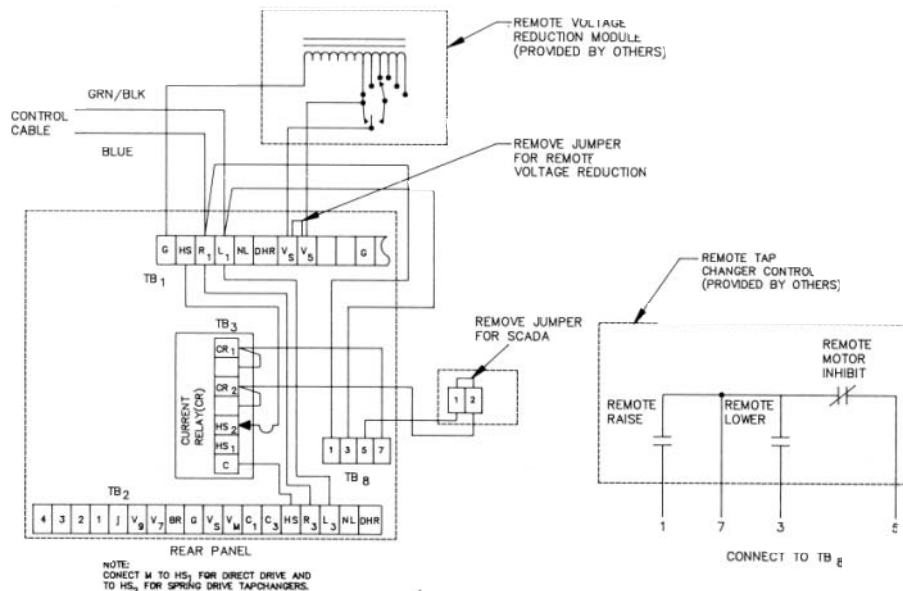 REMOTE VOLTAGE
REDUCTION MODULE
(PROVIDED BY OTHERS)
GRN/BLK
CONTROL
CABLE
BLUE
REMOVE JUMPER
FOR REMOTE
VOLTAGE REDUCTION
G HS R1 L1 NL DHR VS V5 G
TB1
REMOTE TAP
CHANGER CONTROL
(PROVIDED BY OTHERS)
TB3
REMOVE JUMPER
FOR SCADA
CURRENT
RELAY(CR)
CR1
CR2
HS2
HS1
C
1 2
1 3 5 7
TB8
REMOTE
MOTOR
INHIBIT
REMOTE
RAISE
REMOTE
LOWER
1 7 3 5
CONNECT TO TB 8
TB2
4 3 2 1 J V9 V7 BR G VS VM C1 C3 HS R3 L3 NL DHR
REAR PANEL
NOTE:
CONECT M TO HS1 FOR DIRECT DRIVE AND
TO HS2 FOR SPRING DRIVE TAPCHANGERS.